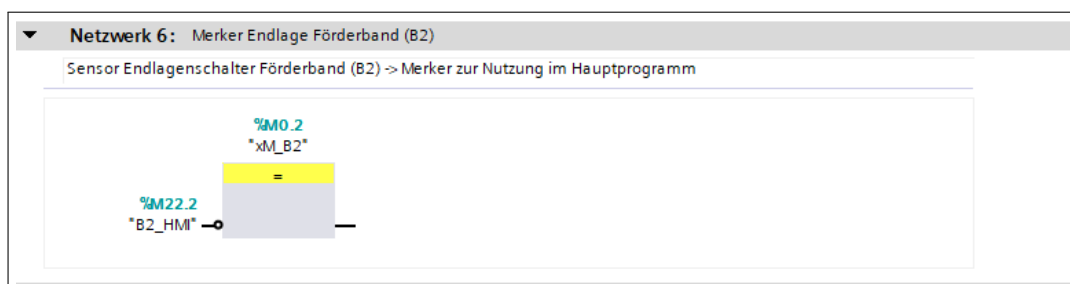 Netzwerk 6: Merker Endlage Förderband (B2)
Sensor Endlagenschalter Förderband (B2) -> Merker zur Nutzung im Hauptprogramm
%M0.2
"xM_B2"
=
%M22.2
"B2_HMI"